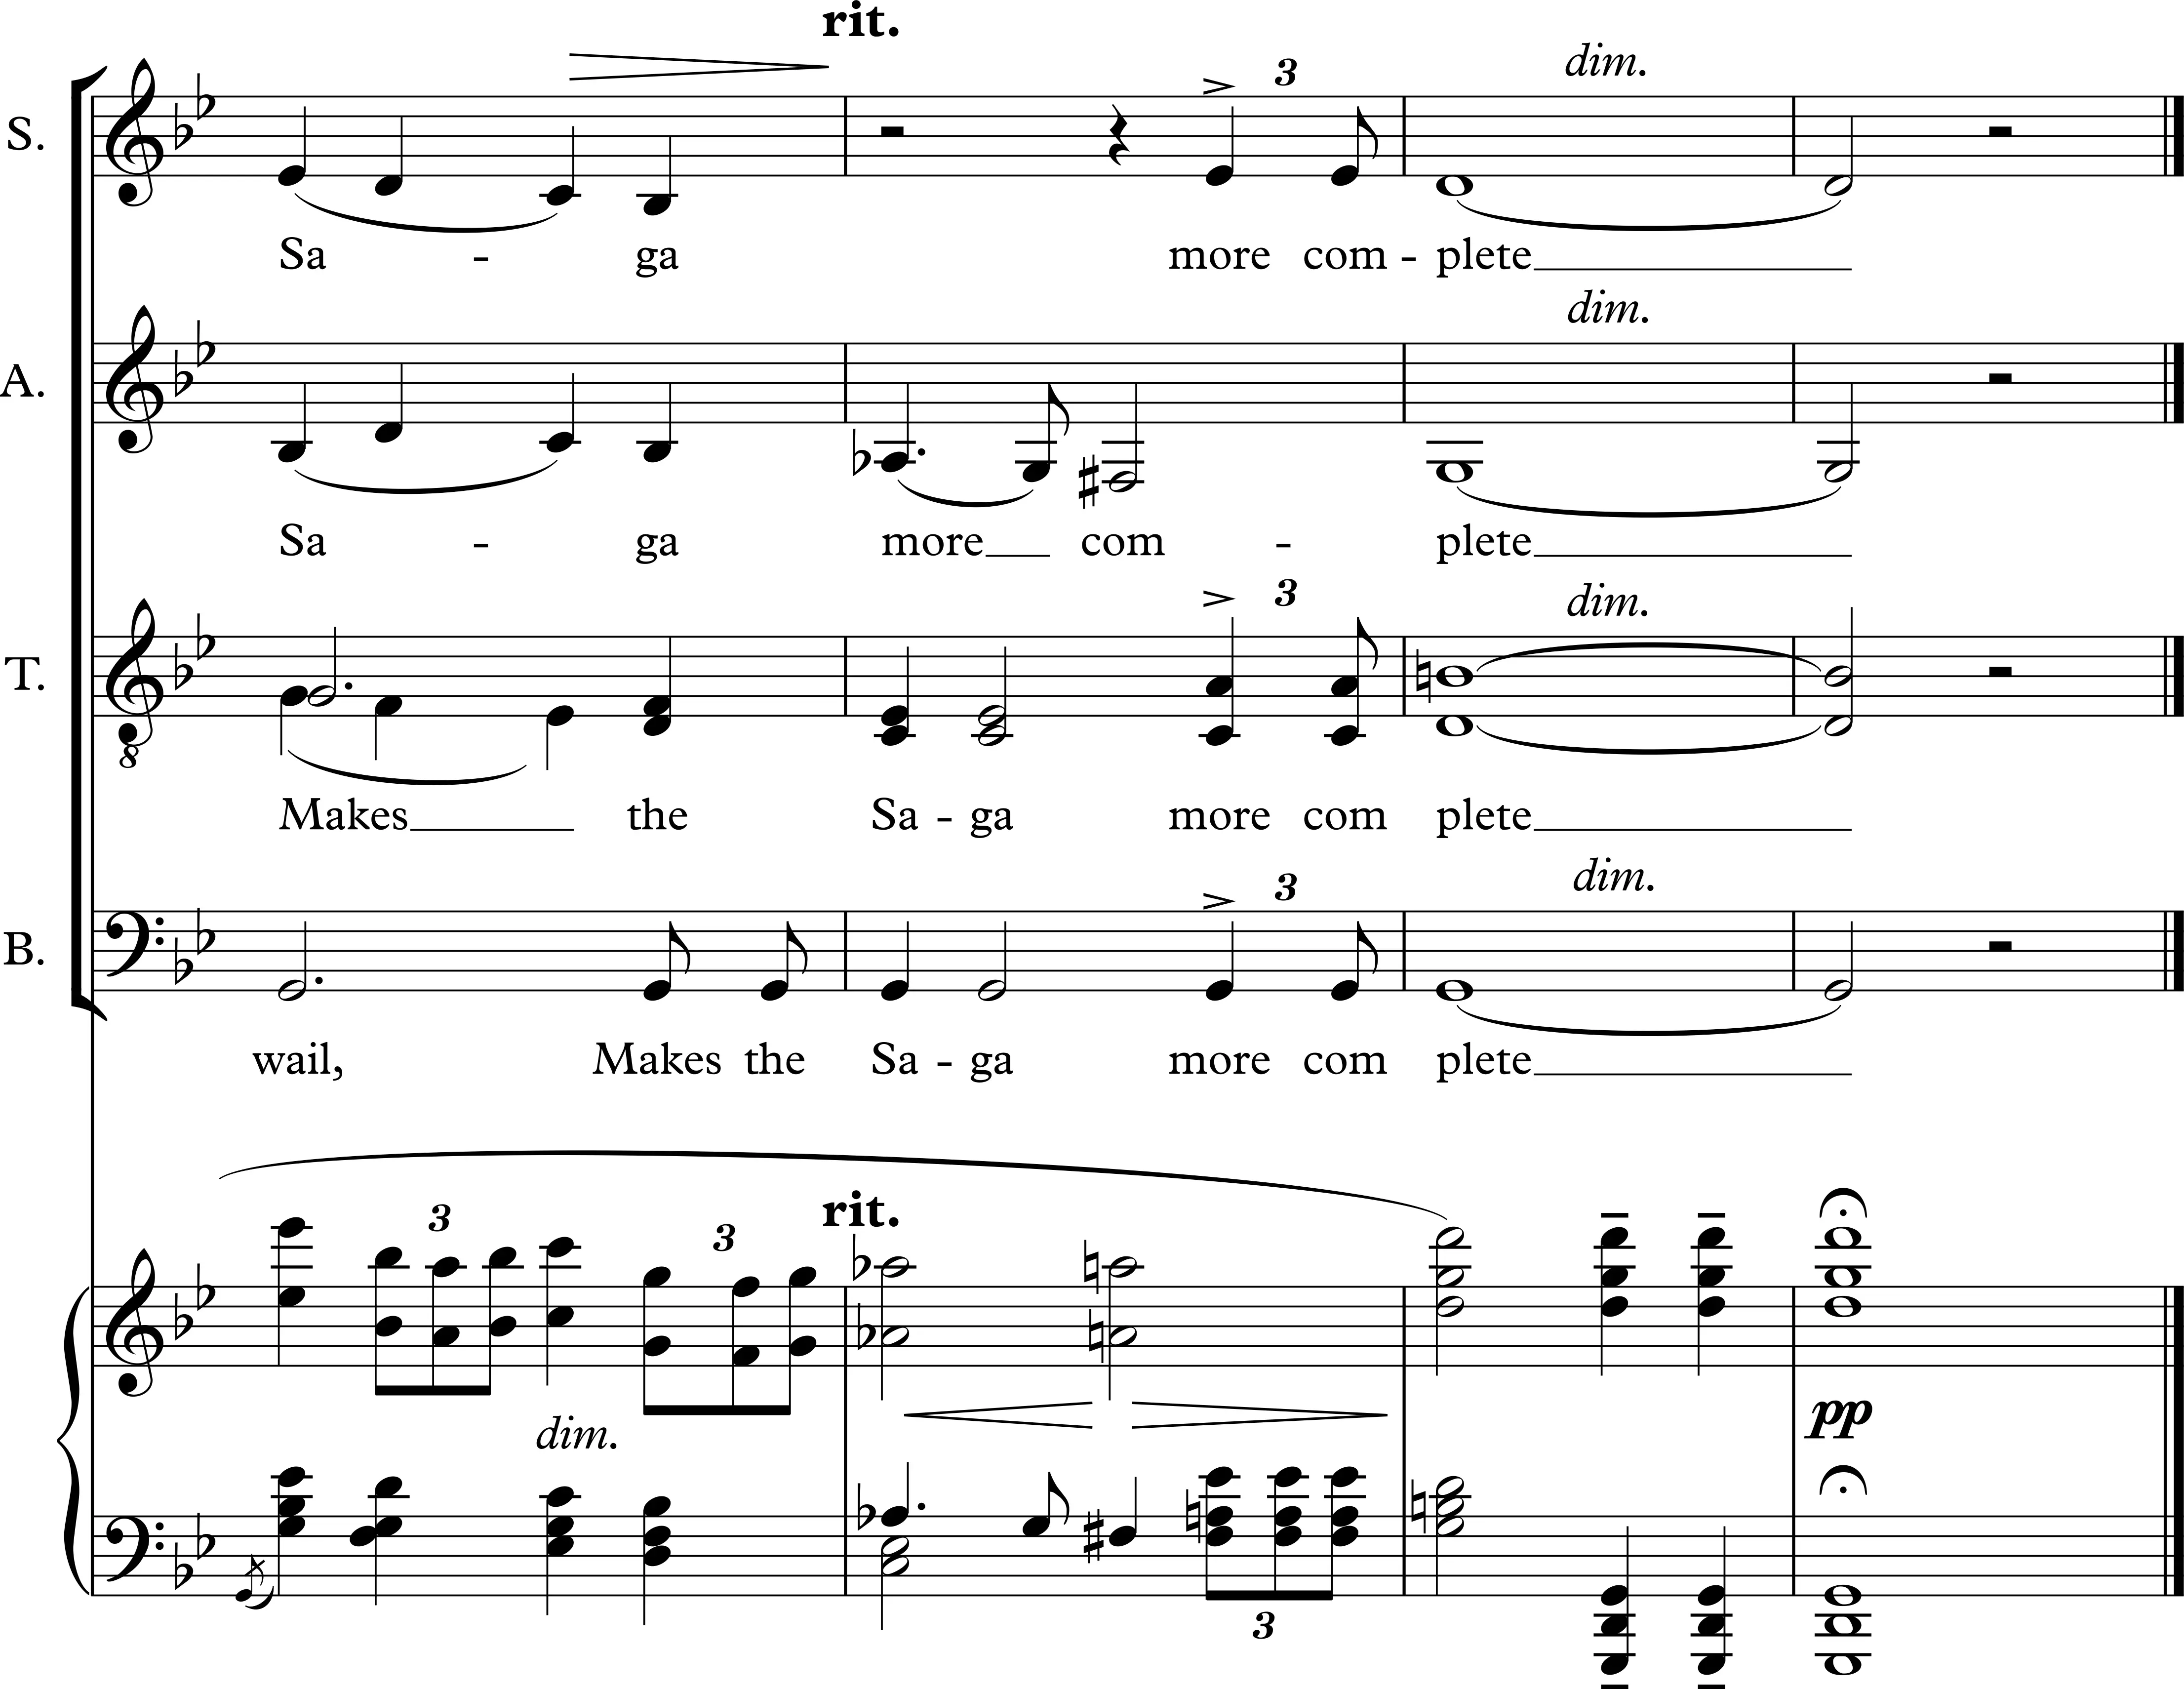 rit.
S.
3
dim.
Sa - ga more com - plete
A.
dim.
Sa - ga more com - plete
T.
8
3
dim.
Makes the Sa - ga more com plete
B.
3
dim.
wail, Makes the Sa - ga more com plete
rit.
3 3
dim.
pp
3